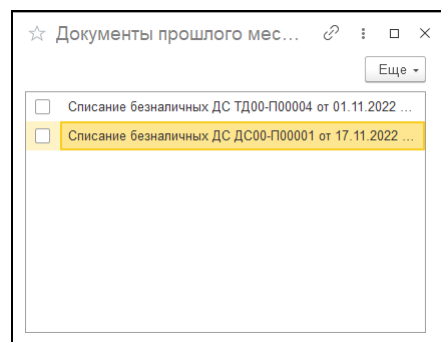 Документы прошлого мес...
Еще
Списание безналичных ДС ТД00-П00004 от 01.11.2022 ...
Списание безналичных ДС ДС00-П00001 от 17.11.2022 ...